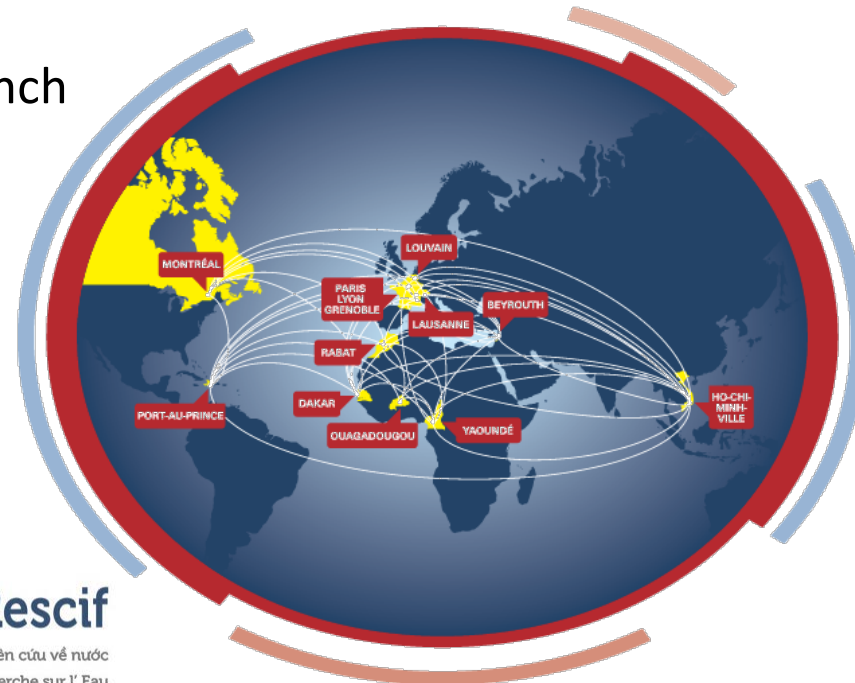 nch
MONTRÉAL
LOUVAIN
PARIS
LYON
GRENOBLE
BEYROUTH
LAUSANNE
RABAT
DAKAR
PORT-AU-PRINCE
OUAGADOUGOU
YAOUNDÉ
HO-CHI-
MINH-
VILLE
escif
ên cứu về nước
erche sur l' Eau